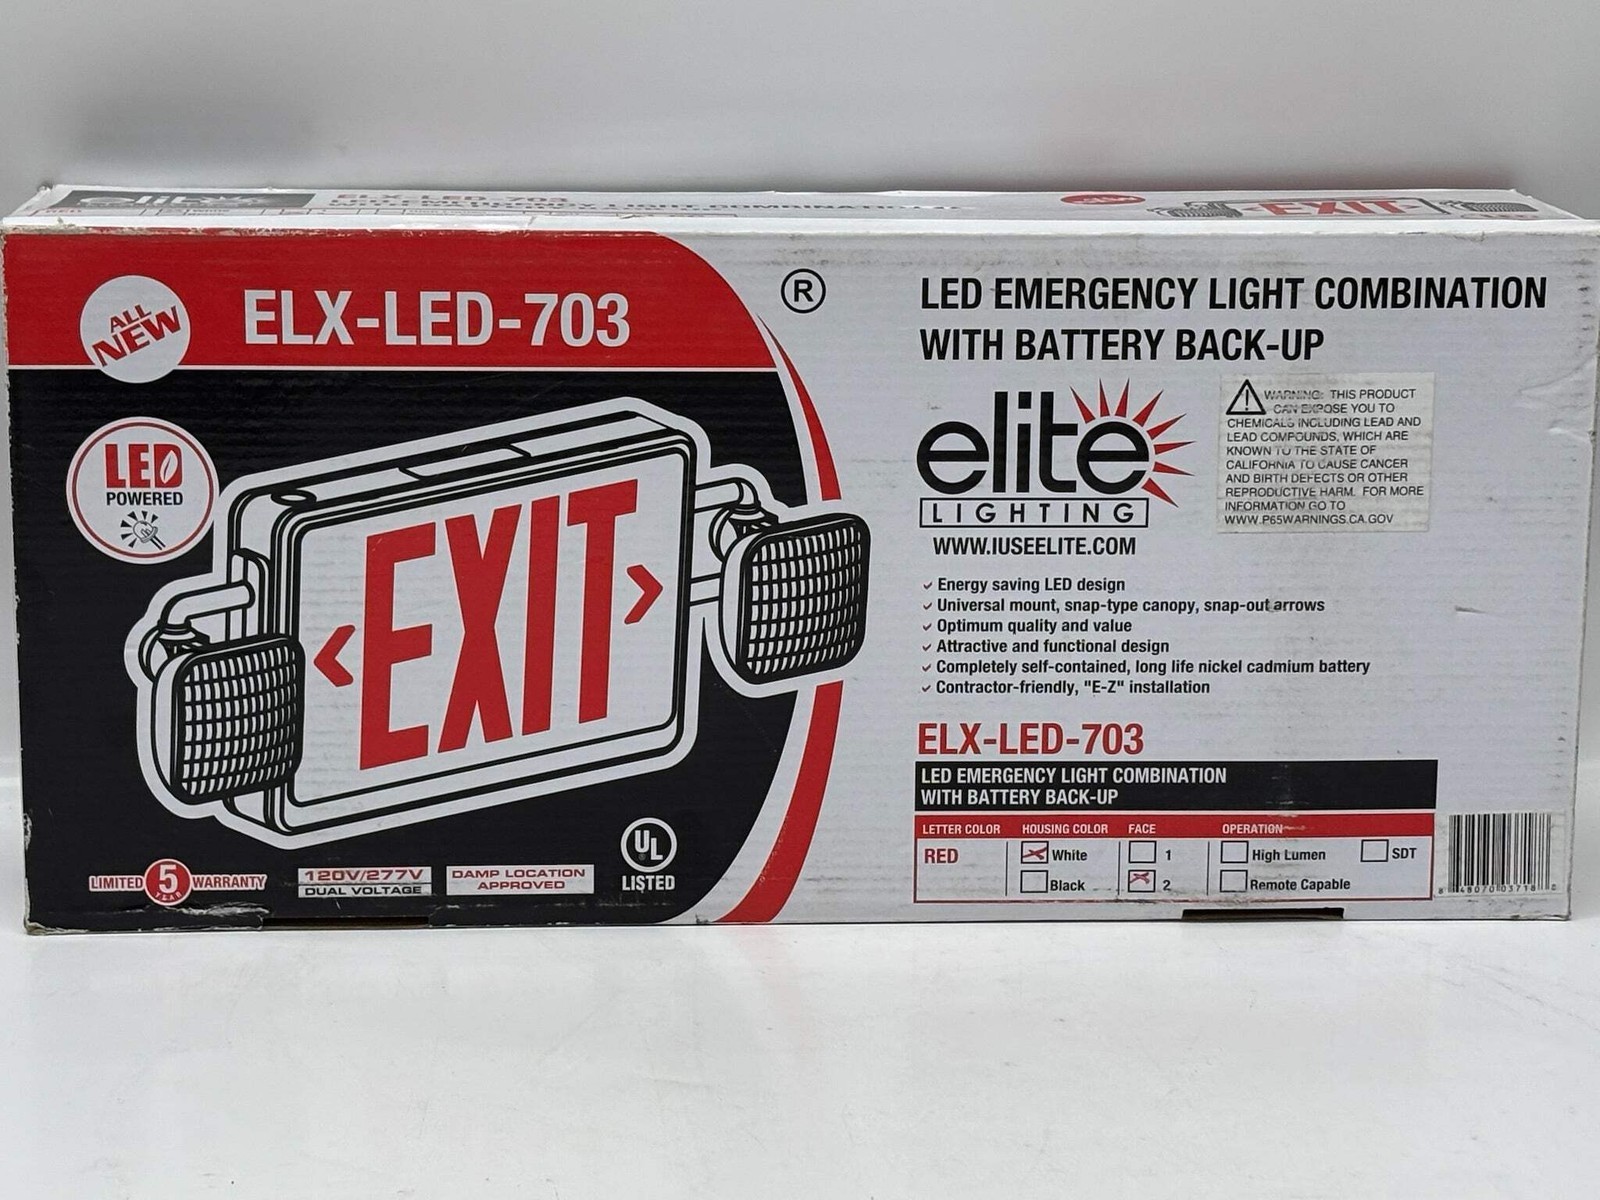 elite
ELX-LED-703
EXIT
ALL NEW
ELX-LED-703
®
LED POWERED
EXIT
LIMITED 5 YEAR WARRANTY
120V/277V
DUAL VOLTAGE
DAMP LOCATION
APPROVED
UL
LISTED
LED EMERGENCY LIGHT COMBINATION
WITH BATTERY BACK-UP
elite
LIGHTING
WWW.IUSEELITE.COM
WARNING: THIS PRODUCT
CAN EXPOSE YOU TO
CHEMICALS INCLUDING LEAD AND
LEAD COMPOUNDS, WHICH ARE
KNOWN TO THE STATE OF
CALIFORNIA TO CAUSE CANCER
AND BIRTH DEFECTS OR OTHER
REPRODUCTIVE HARM. FOR MORE
INFORMATION GO TO
WWW.P65WARNINGS.CA.GOV
Energy saving LED design
Universal mount, snap-type canopy, snap-out arrows
Optimum quality and value
Attractive and functional design
Completely self-contained, long life nickel cadmium battery
Contractor-friendly, "E-Z" installation
ELX-LED-703
LED EMERGENCY LIGHT COMBINATION
WITH BATTERY BACK-UP
LETTER COLOR HOUSING COLOR FACE OPERATION
RED White 1 High Lumen SDT
Black 2 Remote Capable